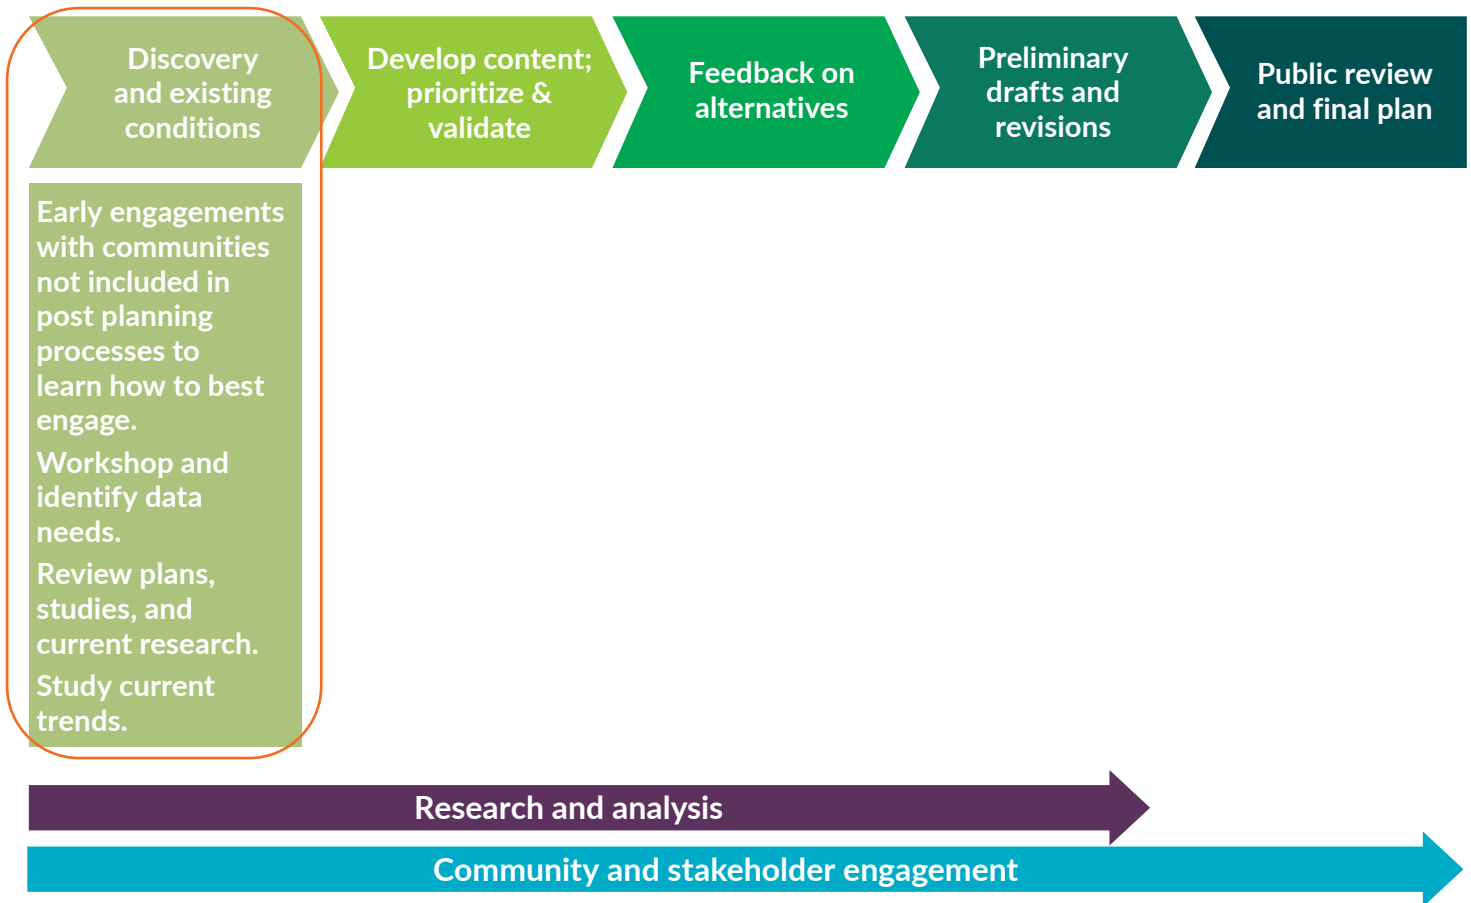 Discovery
and existing
conditions
Develop content;
prioritize &
validate
Feedback on
alternatives
Preliminary
drafts and
revisions
Public review
and final plan
Early engagements
with communities
not included in
post planning
processes to
learn how to best
engage.
Workshop and
identify data
needs.
Review plans,
studies, and
current research.
Study current
trends.
Research and analysis
Community and stakeholder engagement